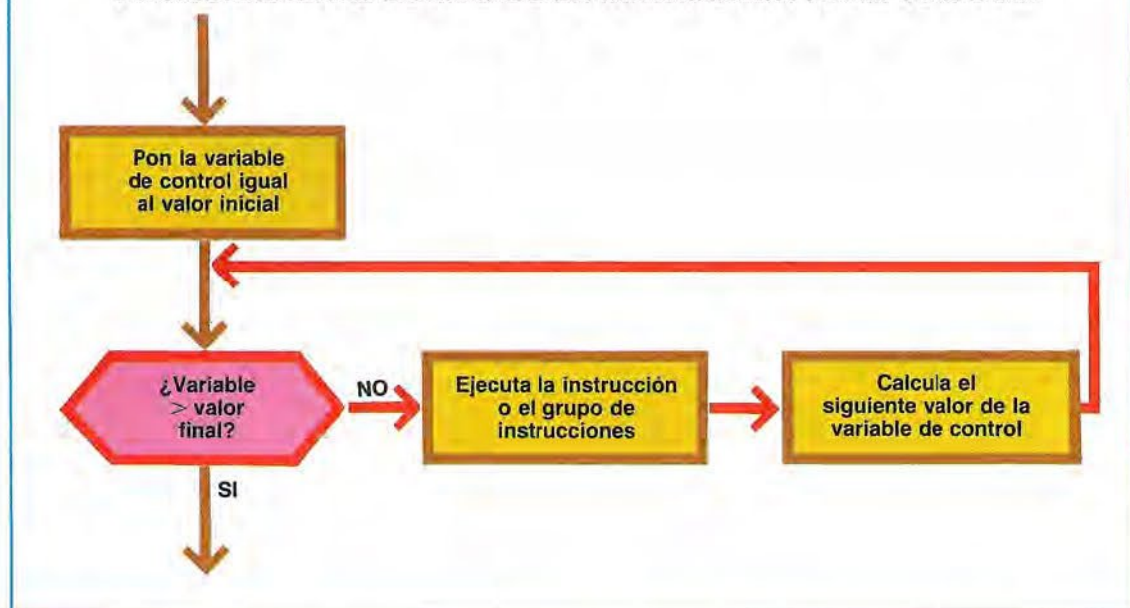 Pon la variable
de control igual
al valor inicial
¿Variable
> valor
final?
NO
Ejecuta la instrucción
o el grupo de
instrucciones
Calcula el
siguiente valor de la
variable de control
SI